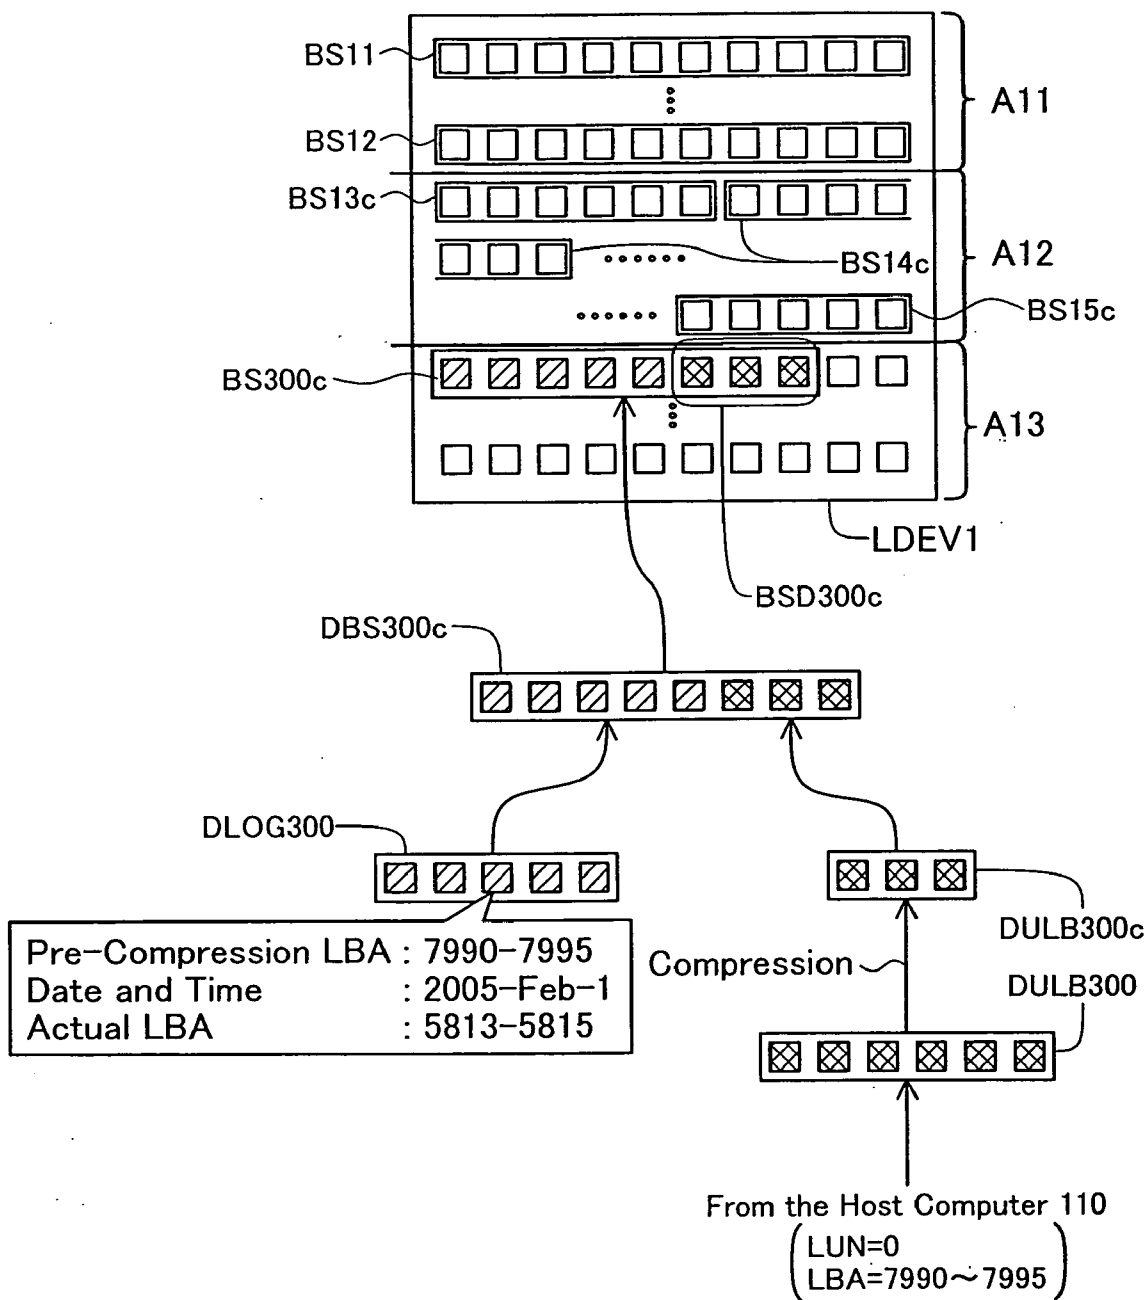 BS11
A11
BS12
BS13c
BS14c
A12
BS15c
BS300c
A13
LDEV1
BSD300c
DBS300c
DLOG300
DULB300c
Pre-Compression LBA : 7990-7995
Date and Time : 2005-Feb-1
Actual LBA : 5813-5815
Compression
DULB300
From the Host Computer 110
LUN=0
LBA=7990～7995